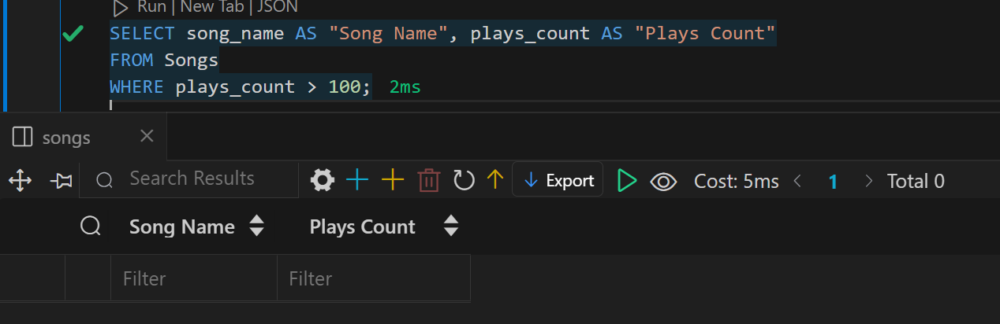 Run | New Tab | JSON
SELECT song_name AS "Song Name", plays_count AS "Plays Count"
FROM Songs
WHERE plays_count > 100; 2ms
songs
Search Results Export Cost: 5ms 1 Total 0
Song Name Plays Count
Filter Filter